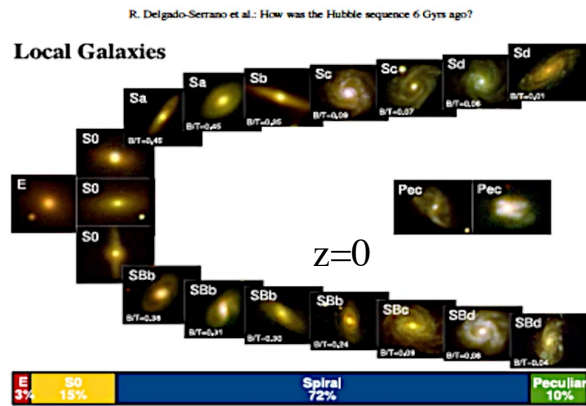 R. Delgado-Serrano et al.: How was the Hubble sequence 6 Gyrs ago?
Local Galaxies
Sa
B/T=0.45
Sa
B/T=0.45
Sb
B/T=0.35
Sc
B/T=0.09
Sc
B/T=0.07
Sd
B/T=0.06
Sd
B/T=0.01
S0
E
S0
S0
Pec
Pec
z=0
SBb
B/T=0.38
SBb
B/T=0.31
SBb
B/T=0.30
SBb
B/T=0.24
SBc
SBd
B/T=0.06
SBd
B/T=0.04
E
3%
S0
15%
Spiral
72%
Peculiar
10%